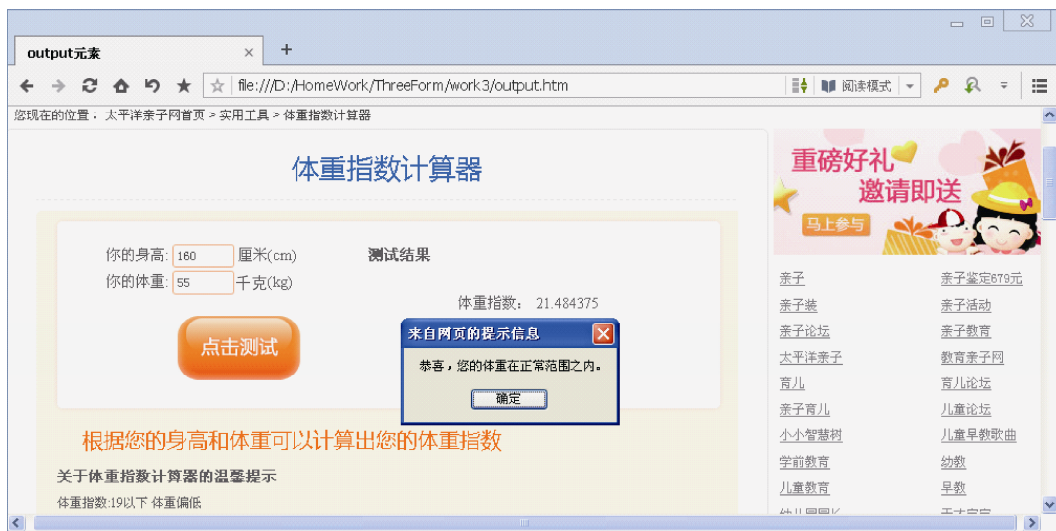 output元素
file:///D:/HomeWork/ThreeForm/work3/output.htm
阅读模式
您现在的位置: 太平洋亲子网首页 > 实用工具 > 体重指数计算器
体重指数计算器
你的身高: 160 厘米(cm)
你的体重: 55 千克(kg)
点击测试
测试结果
体重指数: 21.484375
来自网页的提示信息
恭喜,您的体重在正常范围之内。
确定
根据您的身高和体重可以计算出您的体重指数
关于体重指数计算器的温馨提示
体重指数:19以下 体重偏低
重磅好礼
邀请即送
马上参与
亲子 亲子鉴定679元
亲子装 亲子活动
亲子论坛 亲子教育
太平洋亲子 教育亲子网
育儿 育儿论坛
亲子育儿 儿童论坛
小小智慧树 儿童早教歌曲
学前教育 幼教
儿童教育 早教